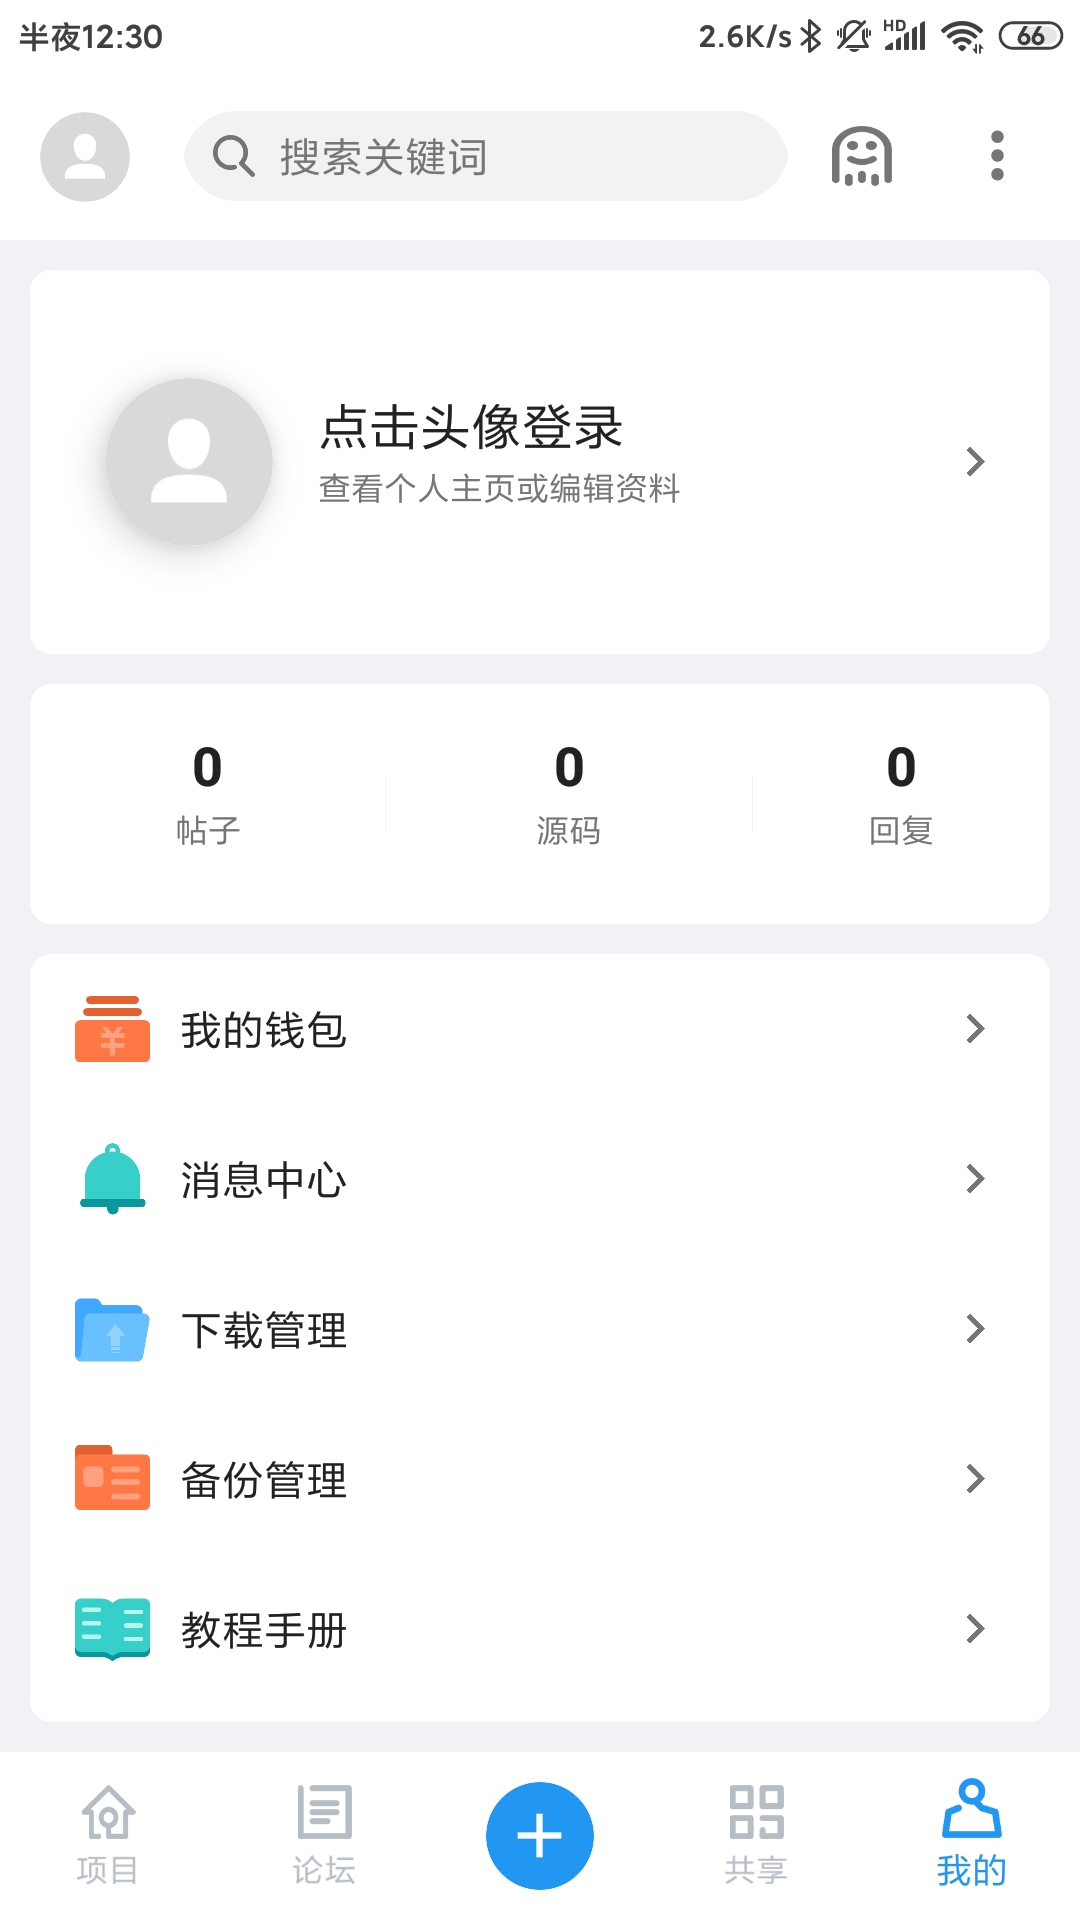 半夜12:30 2.6K/s HD 66
搜索关键词
点击头像登录
查看个人主页或编辑资料
0 0 0
帖子 源码 回复
我的钱包
消息中心
下载管理
备份管理
教程手册
项目 论坛 共享 我的